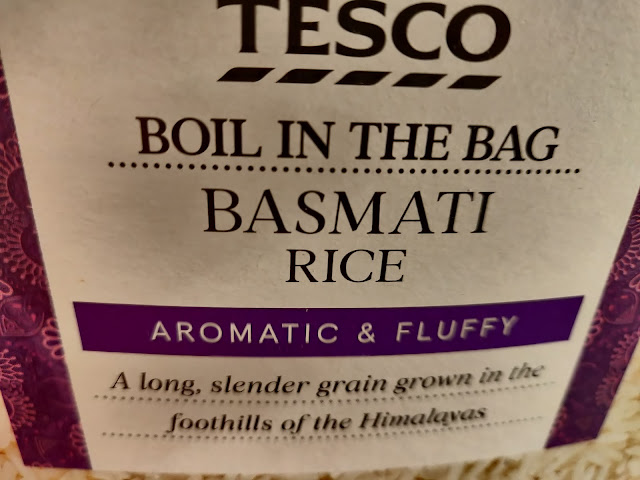 TESCO
BOIL IN THE BAG
BASMATI
RICE
AROMATIC & FLUFFY
A long, slender grain grown in the
foothills of the Himalayas